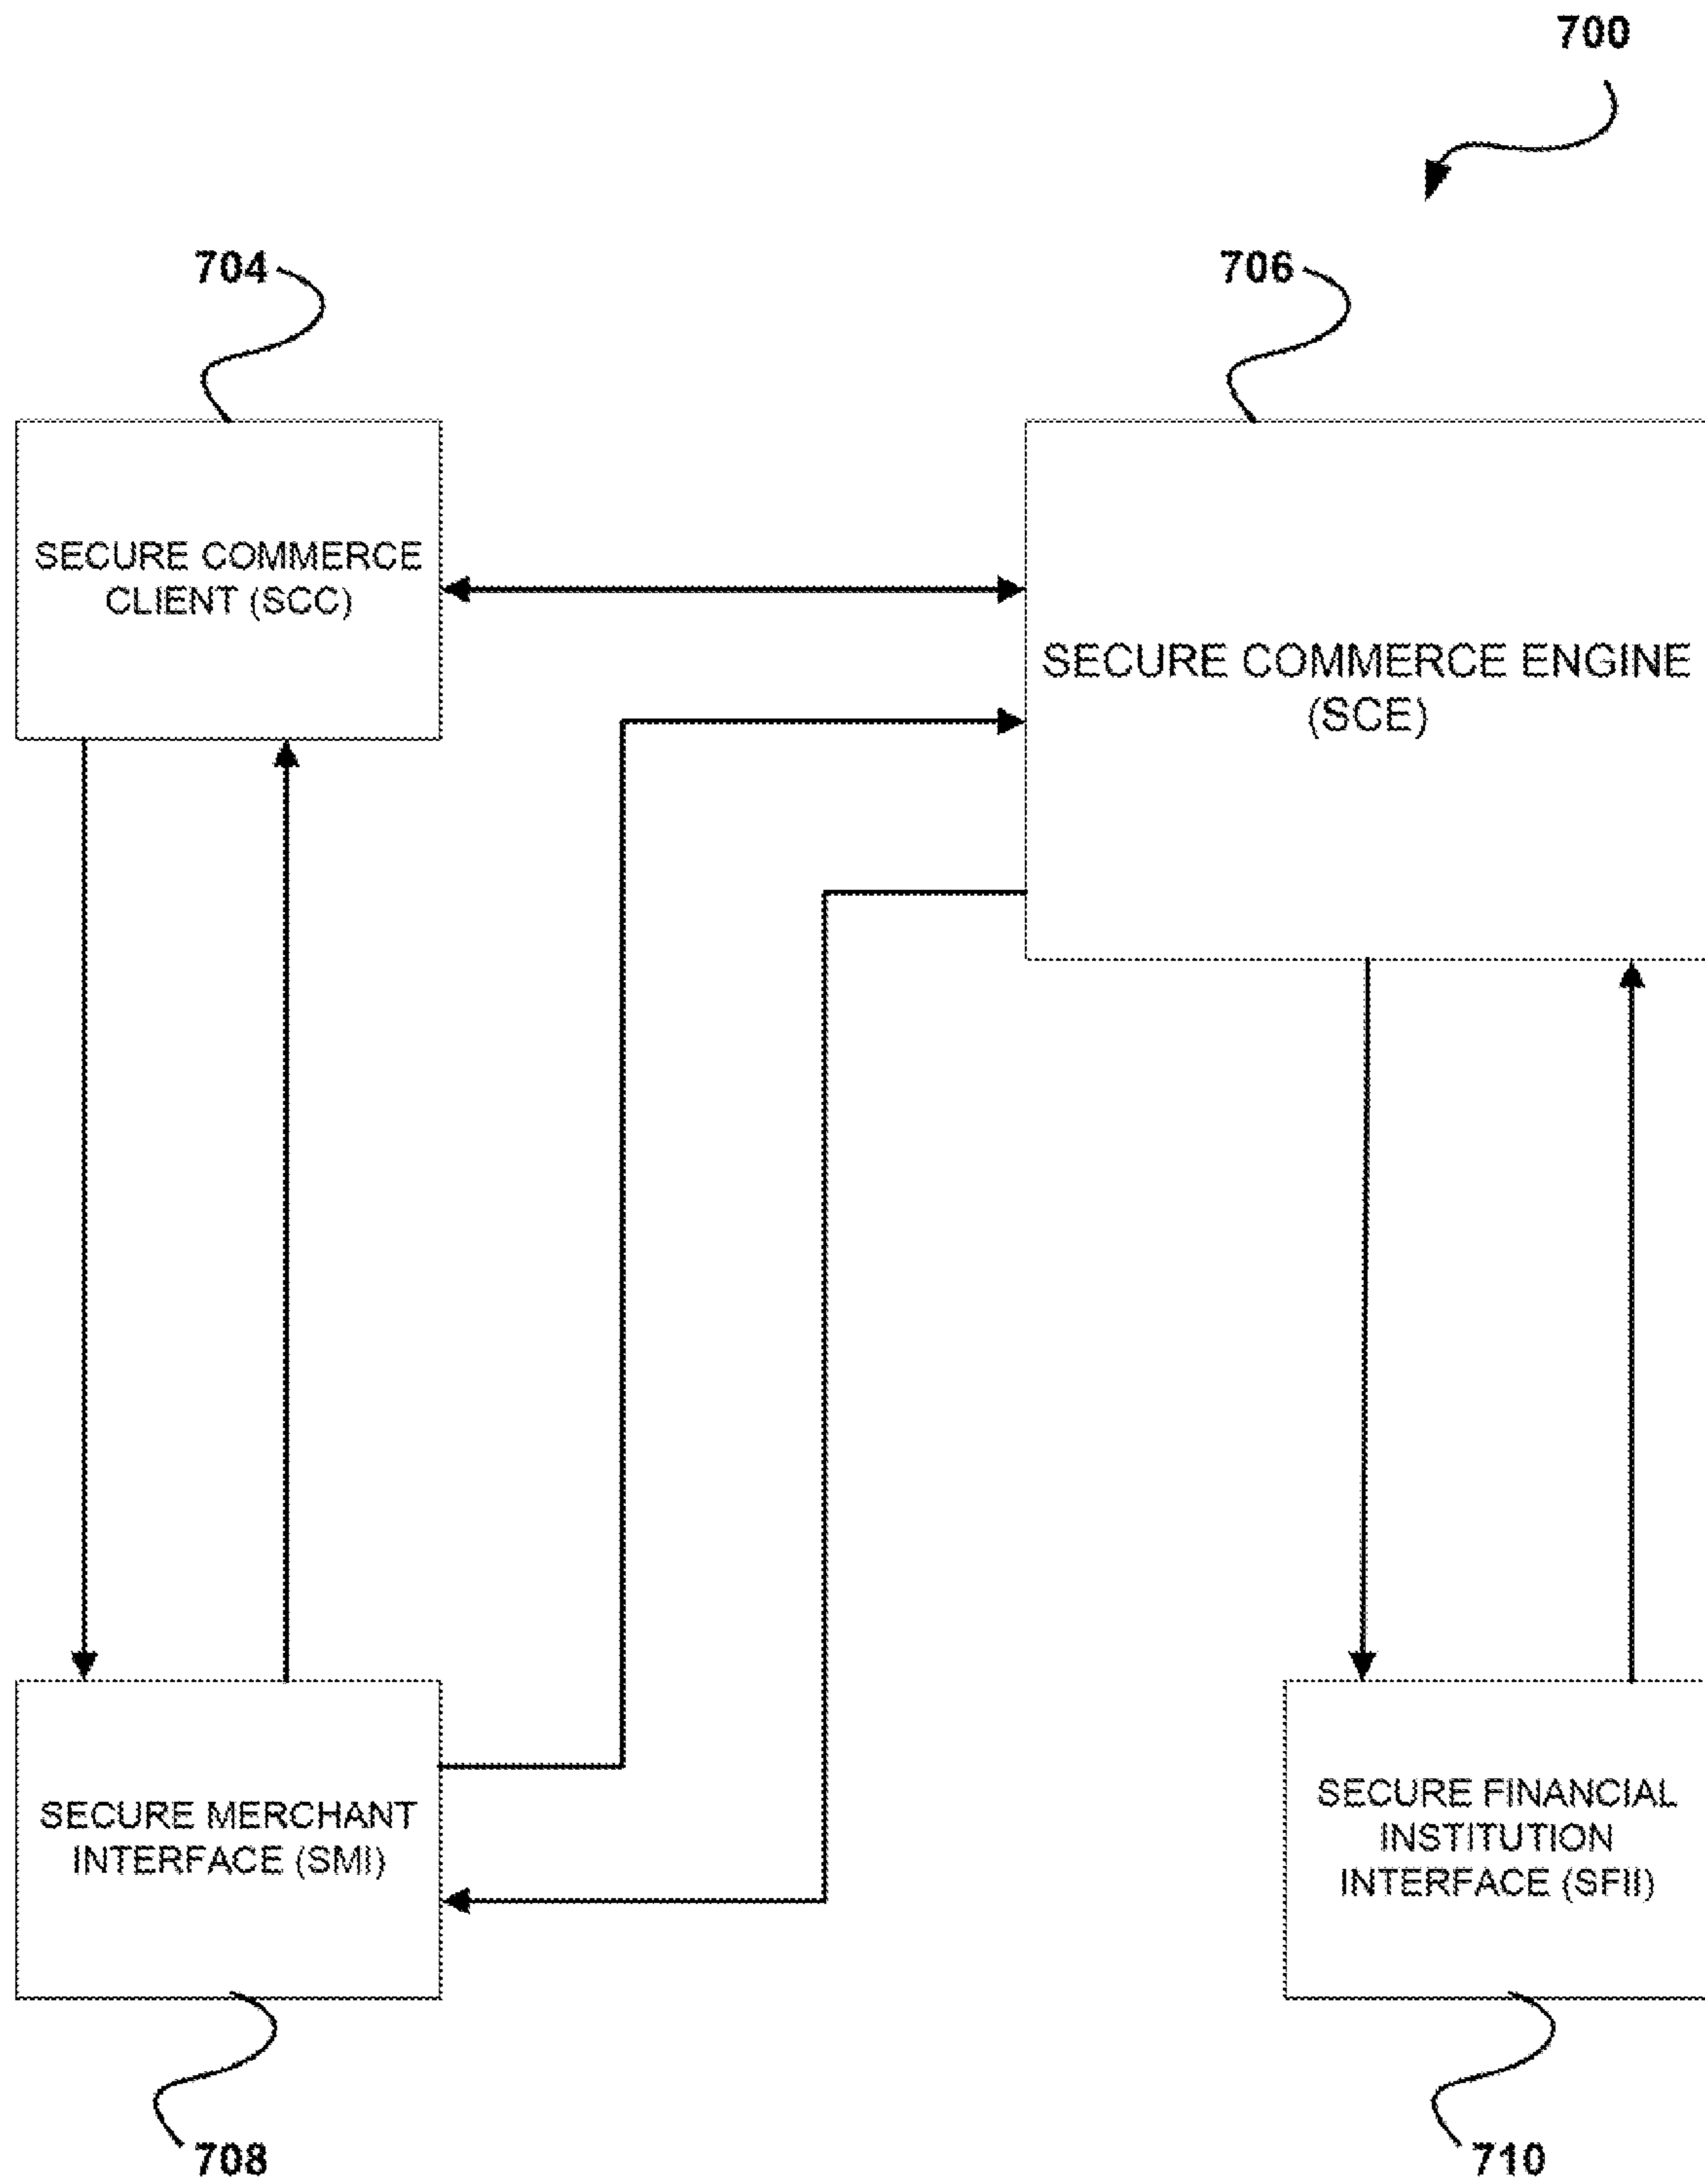 700
704
706
SECURE COMMERCE
CLIENT (SCC)
SECURE COMMERCE ENGINE
(SCE)
SECURE MERCHANT
INTERFACE (SMI)
SECURE FINANCIAL
INSTITUTION
INTERFACE (SFII)
708
710